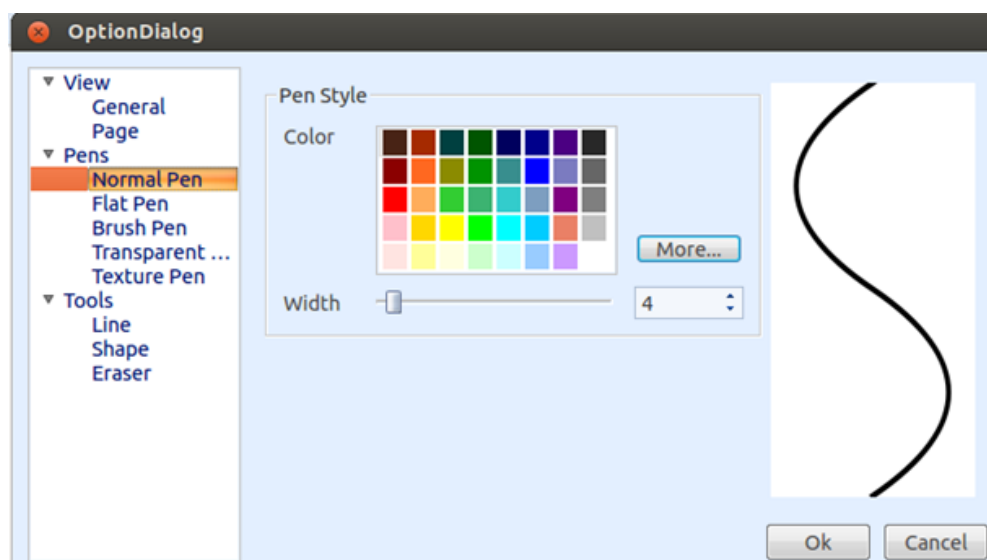 OptionDialog
View
General
Page
Pens
Normal Pen
Flat Pen
Brush Pen
Transparent ...
Texture Pen
Tools
Line
Shape
Eraser
Pen Style
Color
More...
Width
4
Ok
Cancel